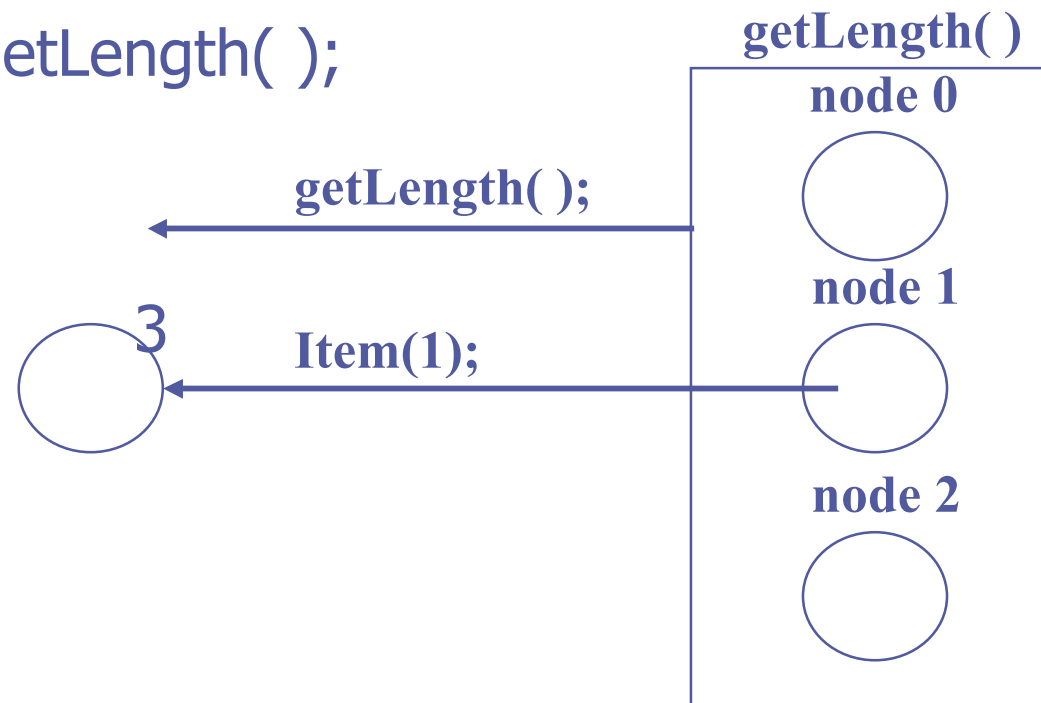 etLength( );
getLength( )
node 0
getLength( );
node 1
3
Item(1);
node 2